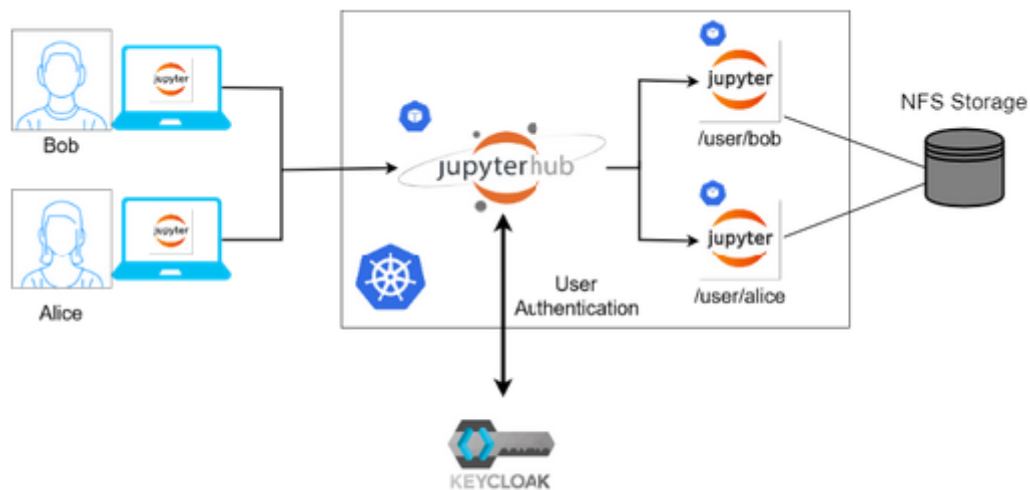 jupyter
Bob
jupyter
Alice
jupyterhub
User
Authentication
jupyter
/user/bob
jupyter
/user/alice
NFS Storage
KEYCLOAK